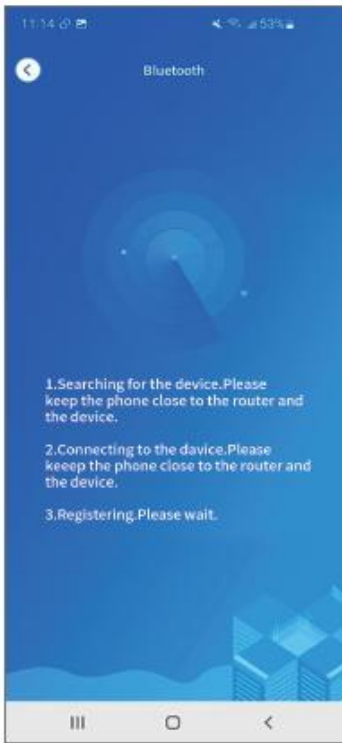 11:14
53%
Bluetooth
1.Searching for the device.Please
keep the phone close to the router and
the device.
2.Connecting to the davice.Please
keeep the phone close to the router and
the device.
3.Registering.Please wait.